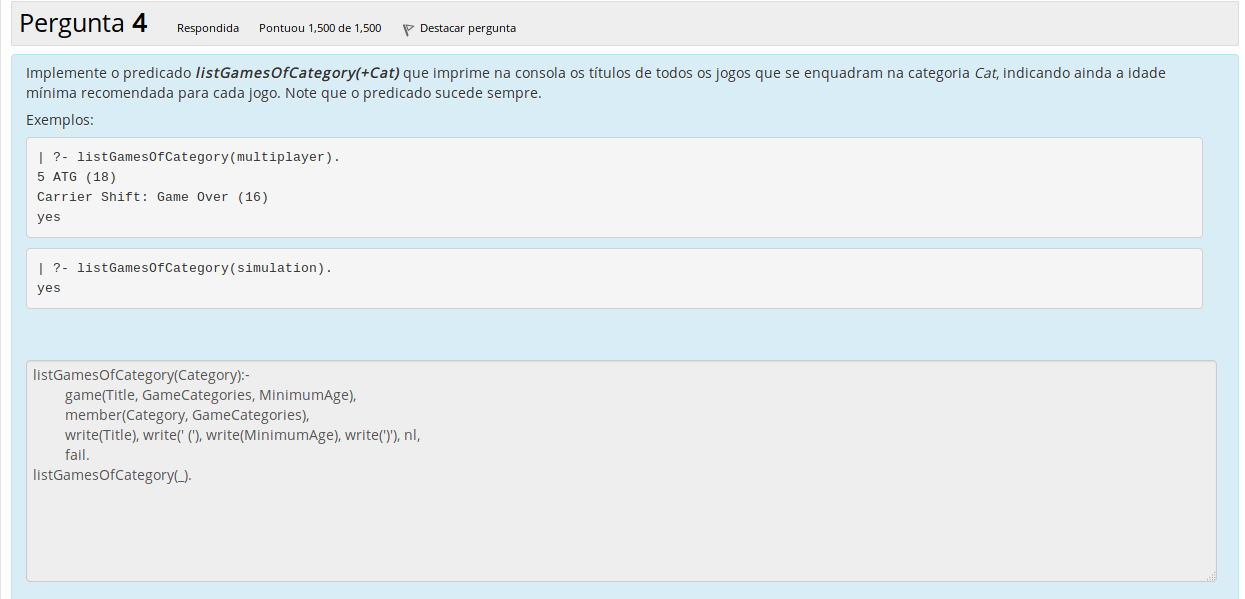 Pergunta 4 Respondida Pontuou 1,500 de 1,500 Destacar pergunta
Implemente o predicado listGamesOfCategory(+Cat) que imprime na consola os títulos de todos os jogos que se enquadram na categoria Cat, indicando ainda a idade
mínima recomendada para cada jogo. Note que o predicado sucede sempre.
Exemplos:
| ?- listGamesOfCategory(multiplayer).
5 ATG (18)
Carrier Shift: Game Over (16)
yes
| ?- listGamesOfCategory(simulation).
yes
listGamesOfCategory(Category):-
game(Title, GameCategories, MinimumAge),
member(Category, GameCategories),
write(Title), write(' ('), write(MinimumAge), write(')'), nl,
fail.
listGamesOfCategory(_).